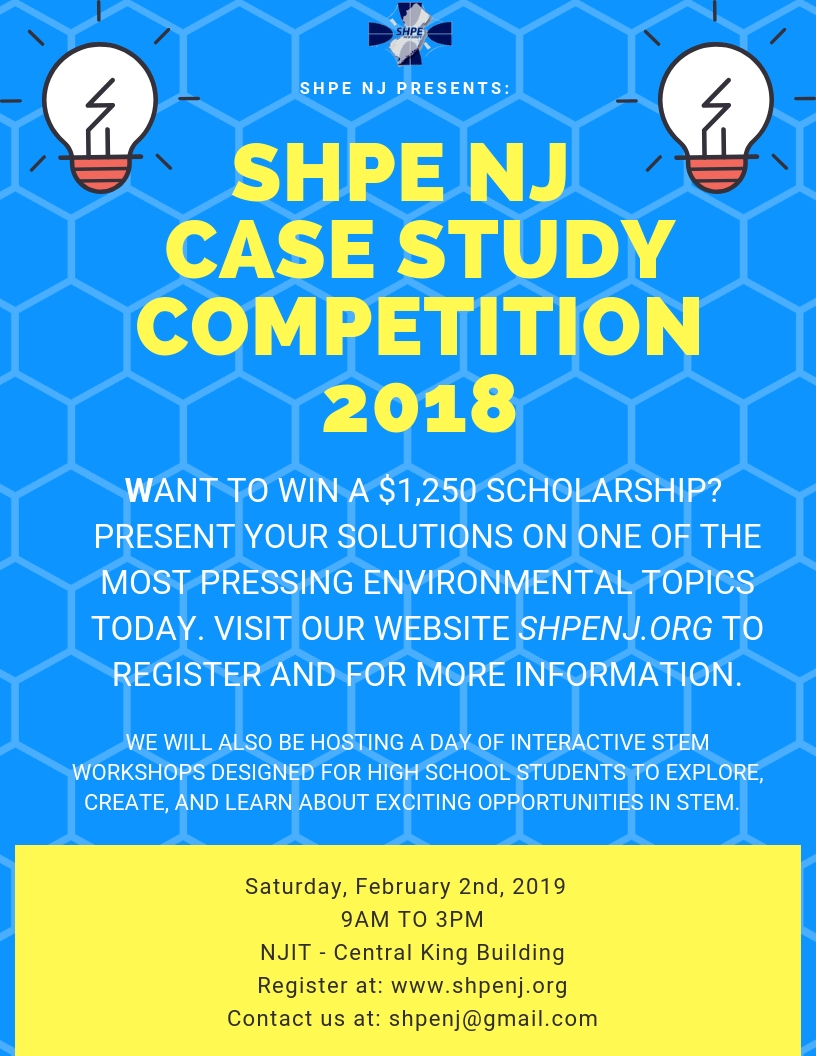 SHPE
SHPE NJ PRESENTS:
SHPE NJ
CASE STUDY
COMPETITION
2018
WANT TO WIN A $1,250 SCHOLARSHIP?
PRESENT YOUR SOLUTIONS ON ONE OF THE
MOST PRESSING ENVIRONMENTAL TOPICS
TODAY. VISIT OUR WEBSITE SHPENJ.ORG TO
REGISTER AND FOR MORE INFORMATION.
WE WILL ALSO BE HOSTING A DAY OF INTERACTIVE STEM
WORKSHOPS DESIGNED FOR HIGH SCHOOL STUDENTS TO EXPLORE,
CREATE, AND LEARN ABOUT EXCITING OPPORTUNITIES IN STEM.
Saturday, February 2nd, 2019
9AM TO 3PM
NJIT - Central King Building
Register at: www.shpenj.org
Contact us at: shpenj@gmail.com